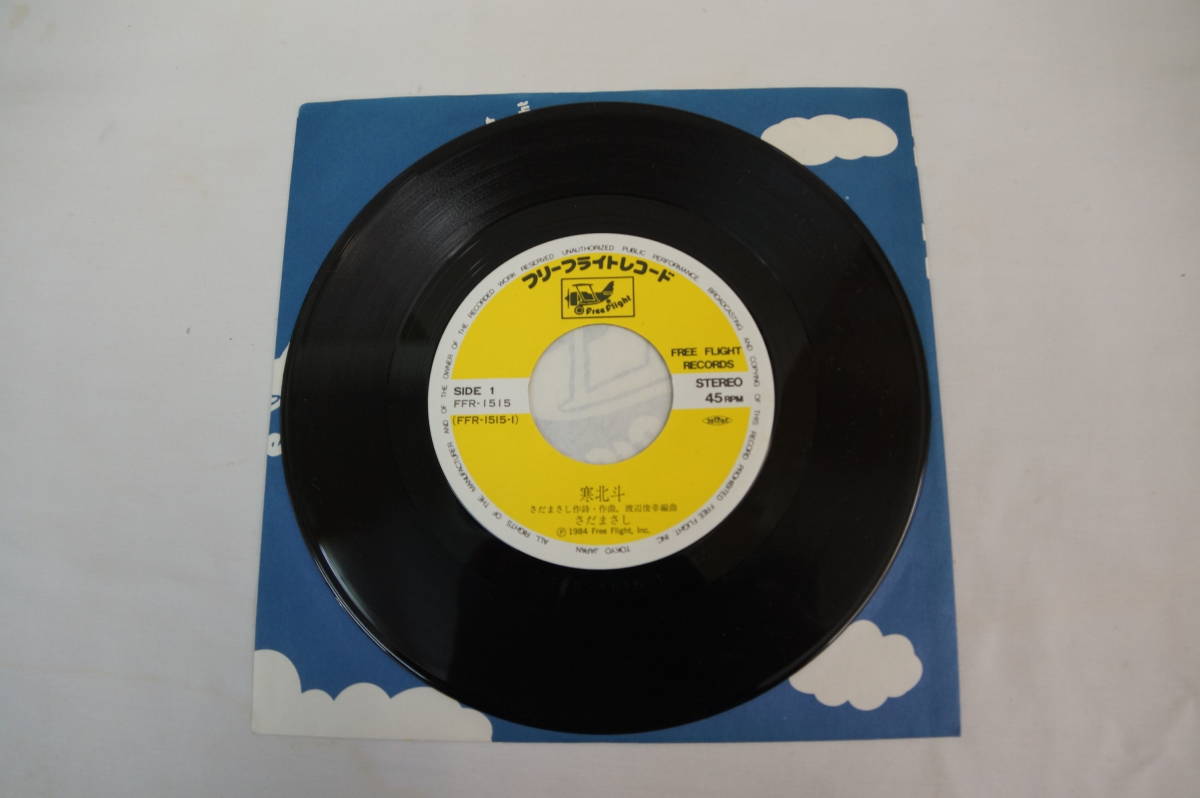 フリーフライトレコード
Free Flight
FREE FLIGHT
RECORDS
SIDE 1
STEREO
FFR-1515
45 RPM
(FFR-1515-1)
寒北斗
さだまさし作詩・作曲、渡辺俊幸編曲
さだまさし
Ⓟ 1984 Free Flight, Inc.
ALL RIGHTS OF THE MANUFACTURER AND OF THE OWNER OF THE RECORDED WORK RESERVED UNAUTHORIZED PUBLIC PERFORMANCE BROADCASTING AND COPYING OF THIS RECORD PROHIBITED FREE FLIGHT INC. TOKYO JAPAN